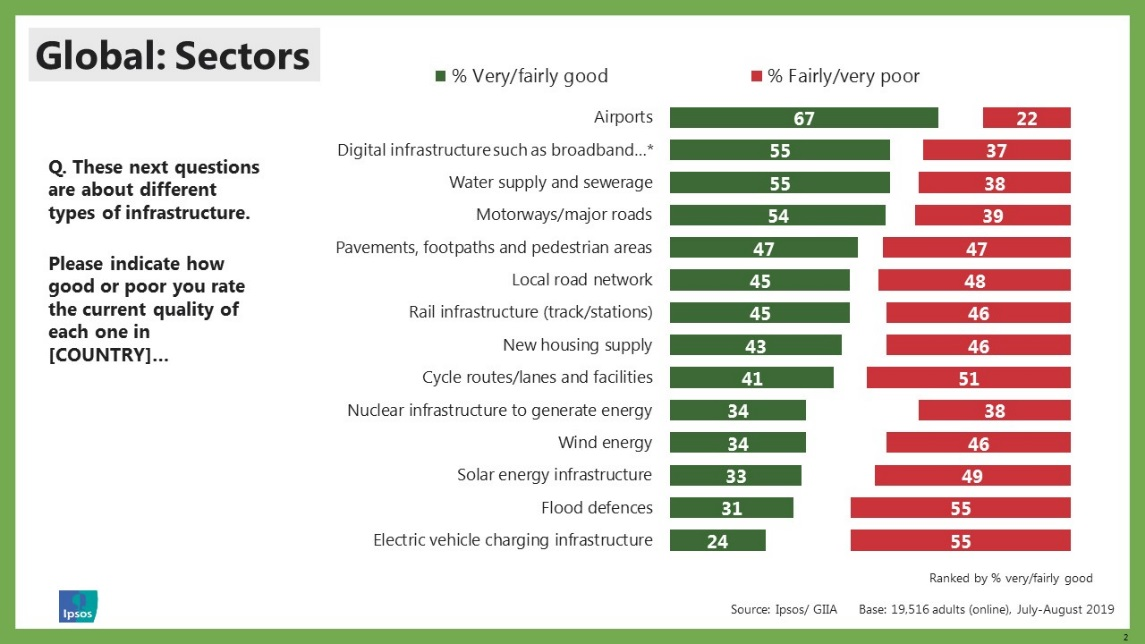 Global: Sectors
% Very/fairly good
% Fairly/very poor
Q. These next questions
are about different
types of infrastructure.
Please indicate how
good or poor you rate
the current quality of
each one in
[COUNTRY]...
Airports 67 22
Digital infrastructure such as broadband...* 55 37
Water supply and sewerage 55 38
Motorways/major roads 54 39
Pavements, footpaths and pedestrian areas 47 47
Local road network 45 48
Rail infrastructure (track/stations) 45 46
New housing supply 43 46
Cycle routes/lanes and facilities 41 51
Nuclear infrastructure to generate energy 34 38
Wind energy 34 46
Solar energy infrastructure 33 49
Flood defences 31 55
Electric vehicle charging infrastructure 24 55
Ranked by % very/fairly good
Ipsos
Source: Ipsos/ GIIA Base: 19,516 adults (online), July-August 2019
2